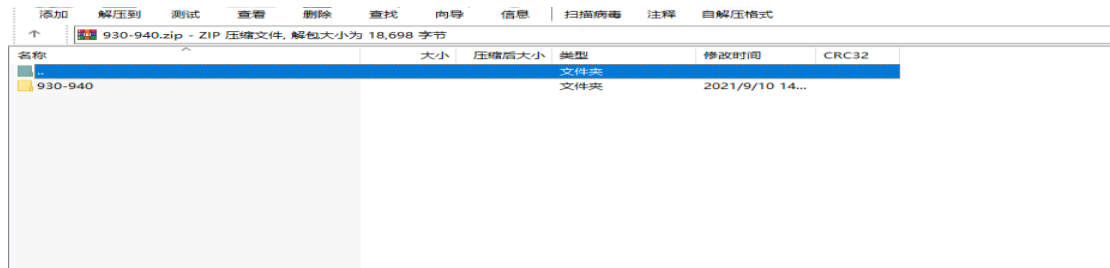 添加 解压到 测试 查看 删除 查找 向导 信息 扫描病毒 注释 自解压格式
930-940.zip - ZIP 压缩文件, 解包大小为 18,698 字节
名称 大小 压缩后大小 类型 修改时间 CRC32
.. 文件夹
930-940 文件夹 2021/9/10 14...